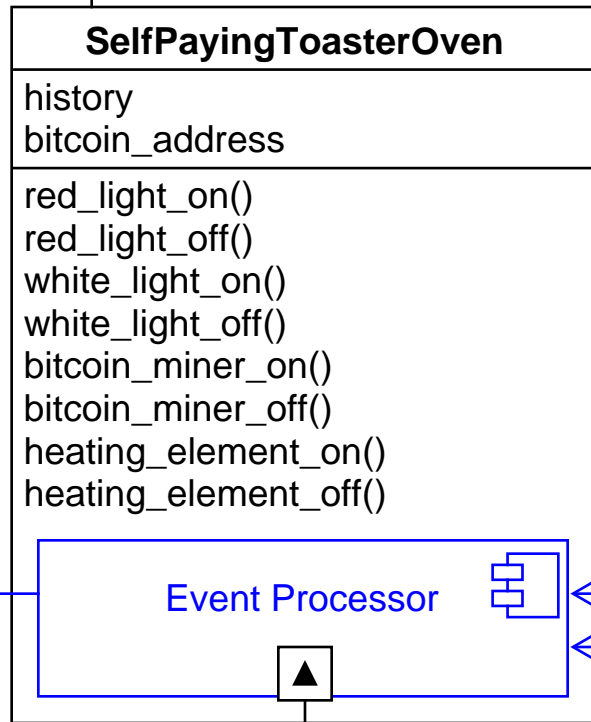 SelfPayingToasterOven
history
bitcoin_address
red_light_on()
red_light_off()
white_light_on()
white_light_off()
bitcoin_miner_on()
bitcoin_miner_off()
heating_element_on()
heating_element_off()
Event Processor